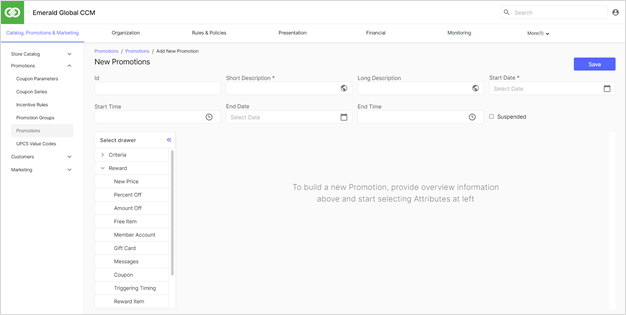 Emerald Global CCM
Search
Catalog, Promotions & Marketing Organization Rules & Policies Presentation Financial Monitoring More(5)
Store Catalog
Promotions
Coupon Parameters
Coupon Series
Incentive Rules
Promotion Groups
Promotions
UPC5 Value Codes
Customers
Marketing
Promotions / Promotions / Add New Promotion
New Promotions
Save
Id Short Description * Long Description Start Date *
Select Date
Start Time End Date End Time
Select Date
Suspended
Select drawer
Criteria
Reward
New Price
Percent Off
Amount Off
Free Item
Member Account
Gift Card
Messages
Coupon
Triggering Timing
Reward Item
To build a new Promotion, provide overview information
above and start selecting Attributes at left